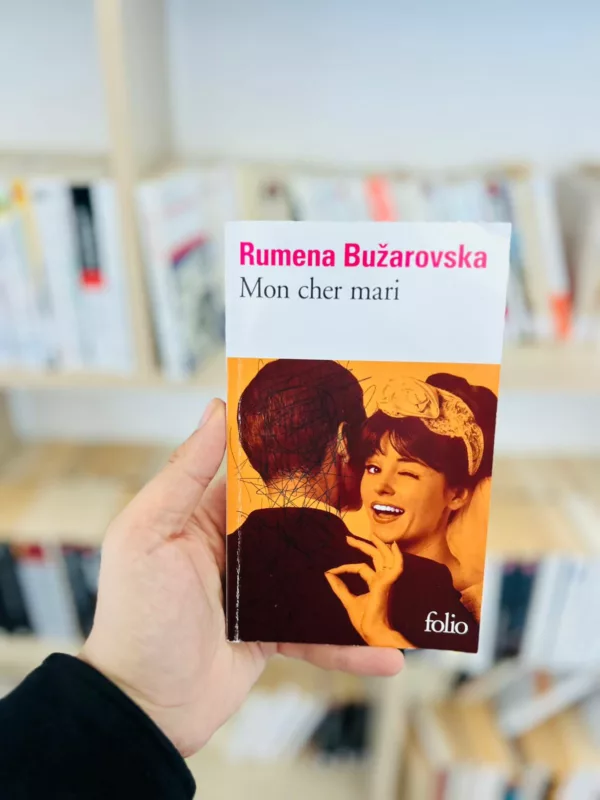 Rumena Bužarovska
Mon cher mari
folio